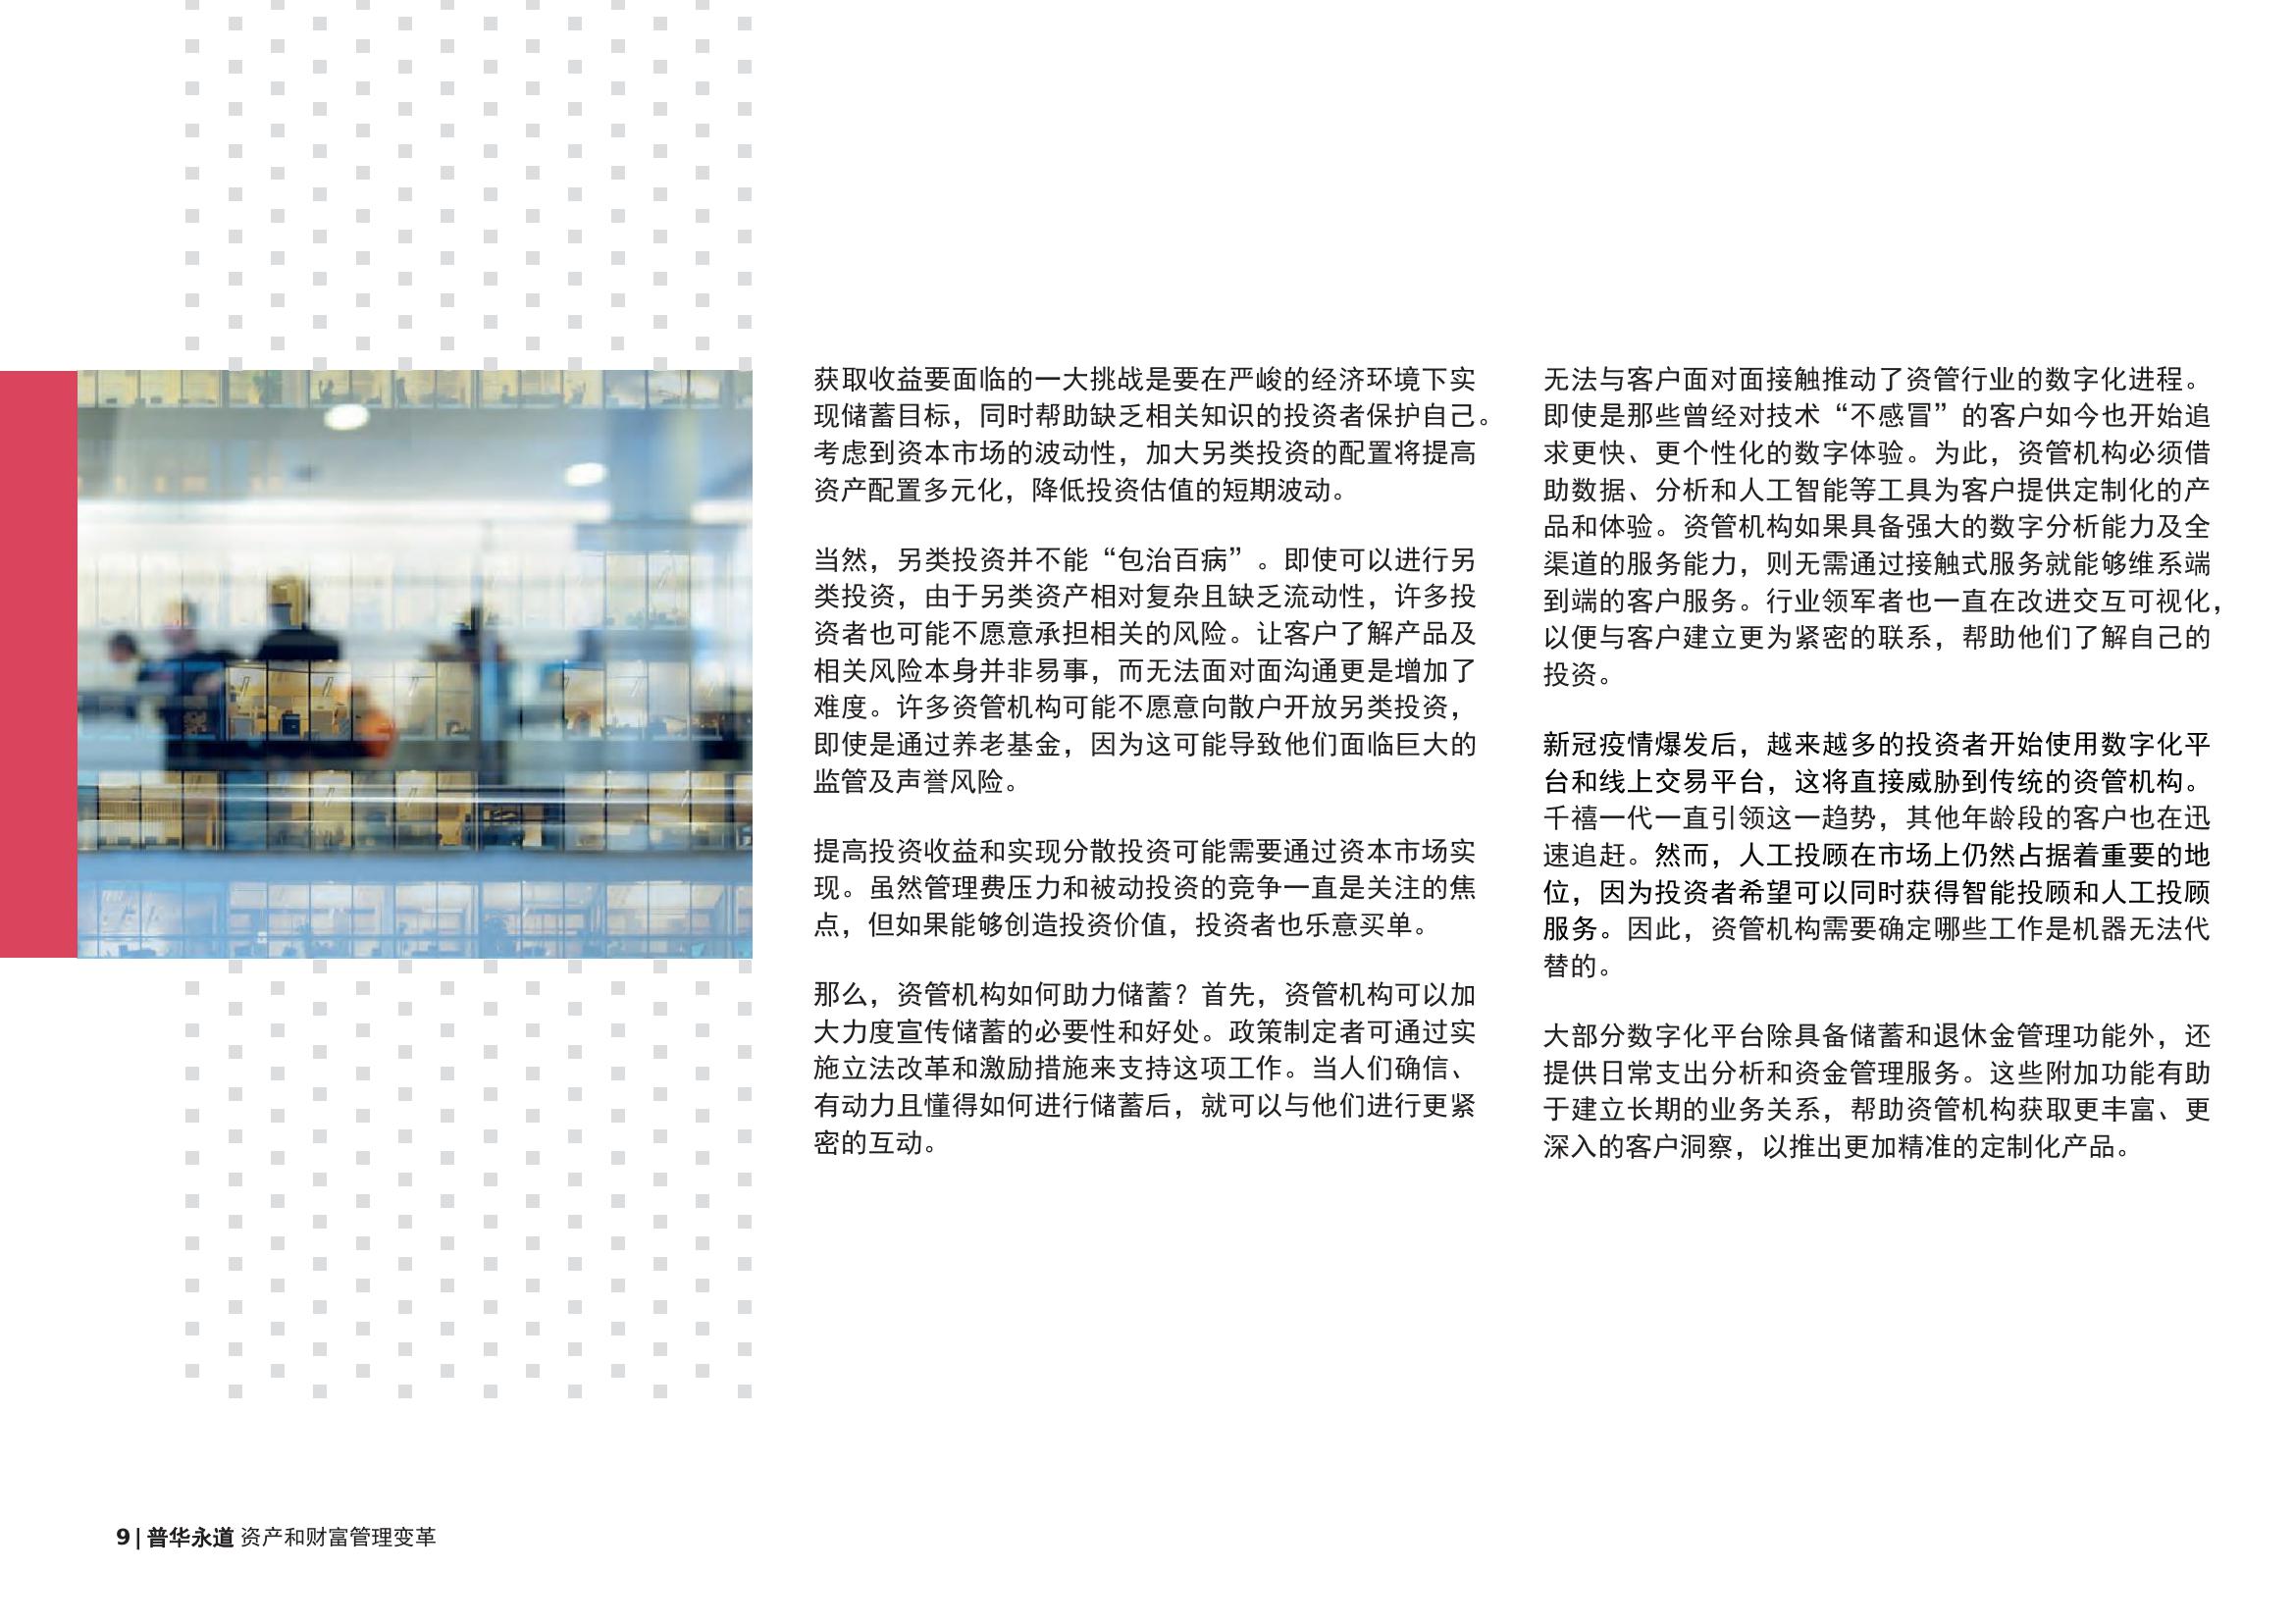 获取收益要面临的一大挑战是要在严峻的经济环境下实
现储蓄目标，同时帮助缺乏相关知识的投资者保护自己。
考虑到资本市场的波动性，加大另类投资的配置将提高
资产配置多元化，降低投资估值的短期波动。
当然，另类投资并不能“包治百病”。即使可以进行另
类投资，由于另类资产相对复杂且缺乏流动性，许多投
资者也可能不愿意承担相关的风险。让客户了解产品及
相关风险本身并非易事，而无法面对面沟通更是增加了
难度。许多资管机构可能不愿意向散户开放另类投资，
即使是通过养老基金，因为这可能导致他们面临巨大的
监管及声誉风险。
提高投资收益和实现分散投资可能需要通过资本市场实
现。虽然管理费压力和被动投资的竞争一直是关注的焦
点，但如果能够创造投资价值，投资者也乐意买单。
那么，资管机构如何助力储蓄？首先，资管机构可以加
大力度宣传储蓄的必要性和好处。政策制定者可通过实
施立法改革和激励措施来支持这项工作。当人们确信、
有动力且懂得如何进行储蓄后，就可以与他们进行更紧
密的互动。
无法与客户面对面接触推动了资管行业的数字化进程。
即使是那些曾经对技术“不感冒”的客户如今也开始追
求更快、更个性化的数字体验。为此，资管机构必须借
助数据、分析和人工智能等工具为客户提供定制化的产
品和体验。资管机构如果具备强大的数字分析能力及全
渠道的服务能力，则无需通过接触式服务就能够维系端
到端的客户服务。行业领军者也一直在改进交互可视化，
以便与客户建立更为紧密的联系，帮助他们了解自己的
投资。
新冠疫情爆发后，越来越多的投资者开始使用数字化平
台和线上交易平台，这将直接威胁到传统的资管机构。
千禧一代一直引领这一趋势，其他年龄段的客户也在迅
速追赶。然而，人工投顾在市场上仍然占据着重要的地
位，因为投资者希望可以同时获得智能投顾和人工投顾
服务。因此，资管机构需要确定哪些工作是机器无法代
替的。
大部分数字化平台除具备储蓄和退休金管理功能外，还
提供日常支出分析和资金管理服务。这些附加功能有助
于建立长期的业务关系，帮助资管机构获取更丰富、更
深入的客户洞察，以推出更加精准的定制化产品。
9 | 普华永道 资产和财富管理变革